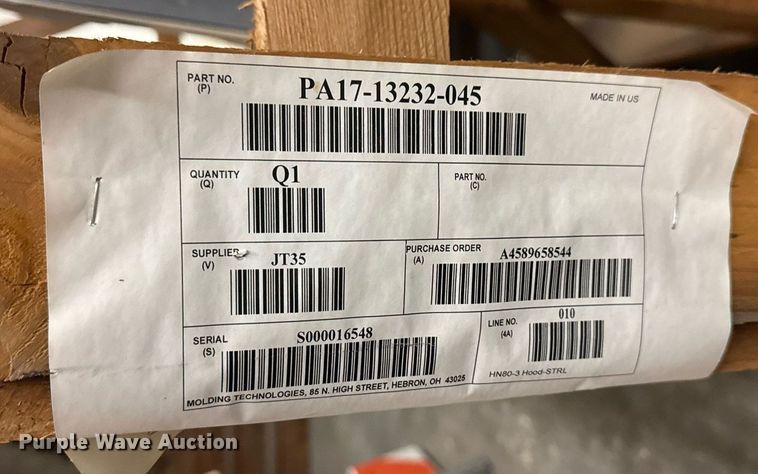 PART NO.
(P)
PA17-13232-045
MADE IN US
QUANTITY
(Q)
Q1
PART NO.
(C)
SUPPLIER
(V)
JT35
PURCHASE ORDER
(A)
A4589658544
SERIAL
(S)
S000016548
LINE NO.
(4A)
010
MOLDING TECHNOLOGIES, 85 N. HIGH STREET, HEBRON, OH 43025
HN80-3 Hood-STRL
Purple Wave Auction